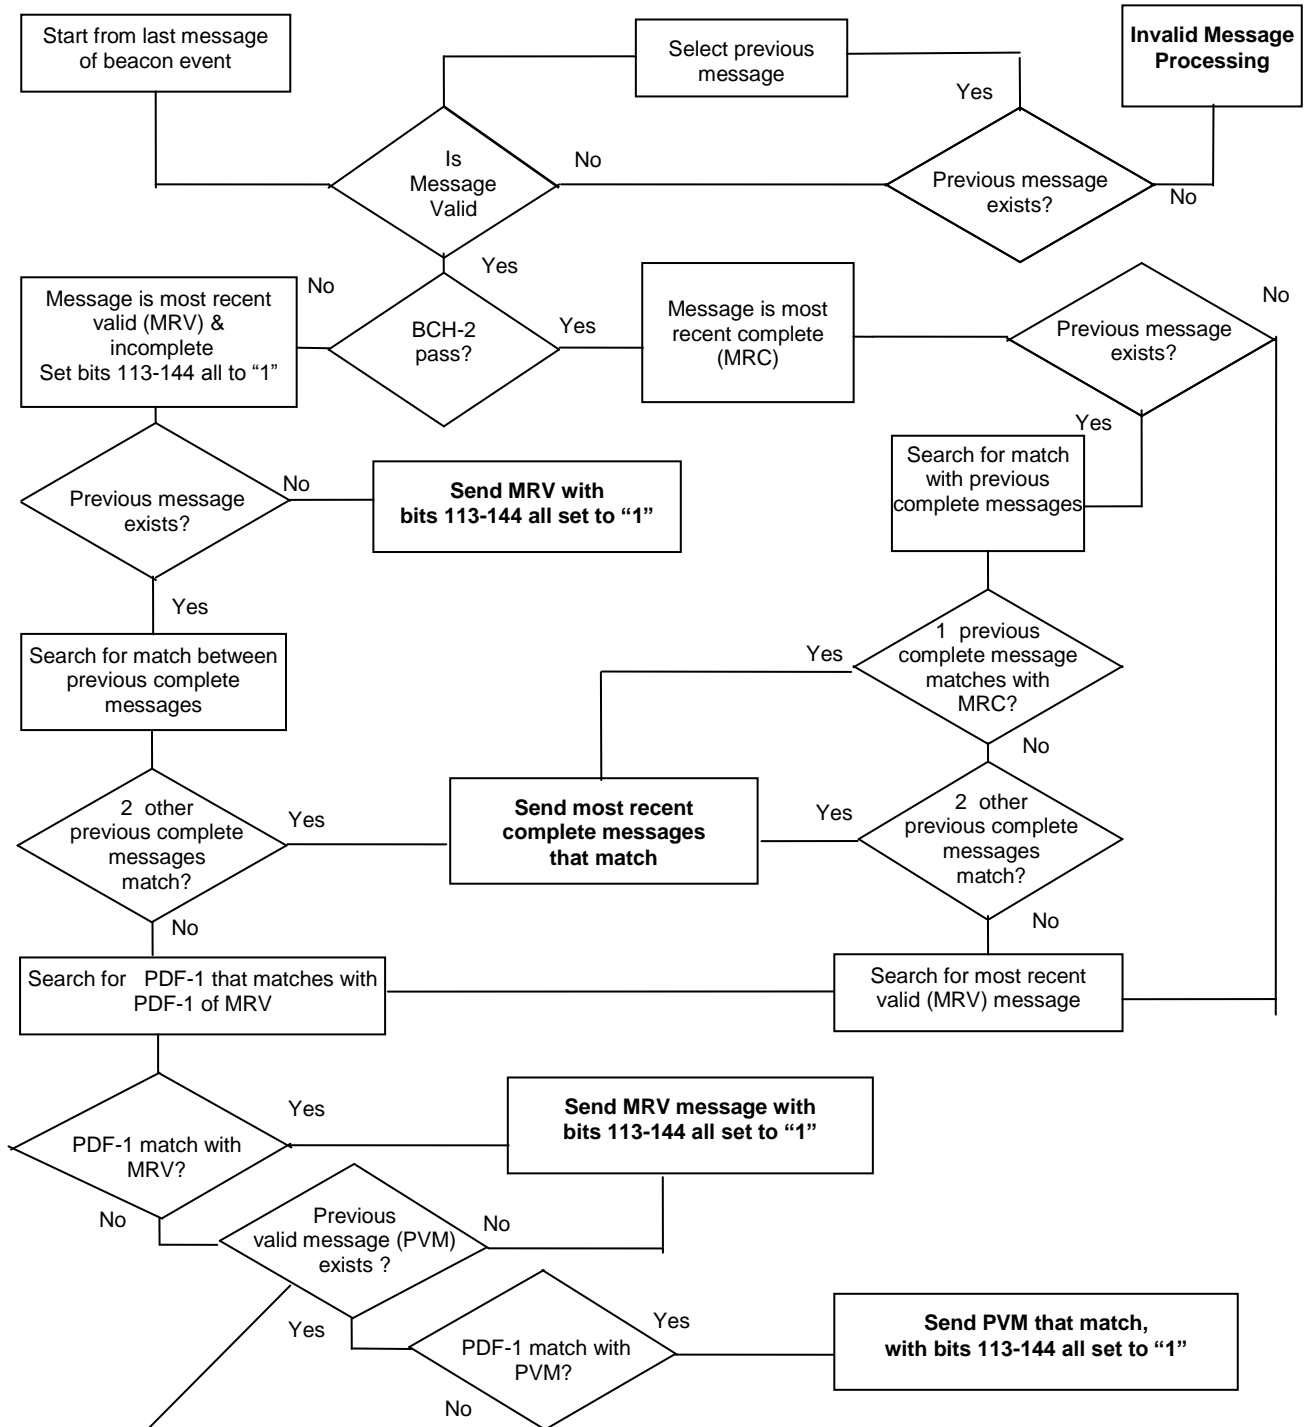 Start from last message
of beacon event
Select previous
message
Invalid Message
Processing
Yes
Is
Message
Valid
No
Previous message
exists?
No
Yes
Message is most recent
valid (MRV) &
incomplete
Set bits 113-144 all to “1”
No
BCH-2
pass?
Yes
Message is most
recent complete
(MRC)
Previous message
exists?
No
Yes
Search for match
with previous
complete messages
Previous message
exists?
No
Send MRV with
bits 113-144 all set to “1”
Yes
Search for match between
previous complete
messages
Yes
1 previous
complete message
matches with
MRC?
No
2 other
previous complete
messages
match?
Yes
Send most recent
complete messages
that match
Yes
2 other
previous complete
messages
match?
No
No
Search for PDF-1 that matches with
PDF-1 of MRV
Search for most recent
valid (MRV) message
PDF-1 match with
MRV?
Yes
Send MRV message with
bits 113-144 all set to “1”
No
Previous
valid message (PVM)
exists ?
No
Yes
PDF-1 match with
PVM?
Yes
Send PVM that match,
with bits 113-144 all set to “1”
No